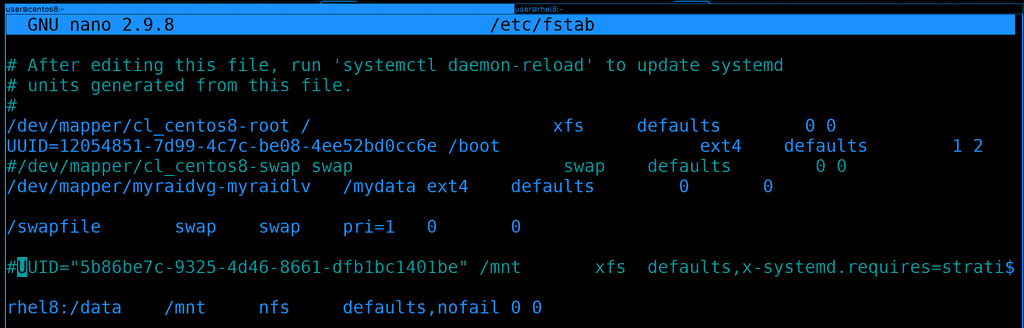 user@centos8:~ user@rhel8:~
GNU nano 2.9.8 /etc/fstab
# After editing this file, run 'systemctl daemon-reload' to update systemd
# units generated from this file.
#
/dev/mapper/cl_centos8-root / xfs defaults 0 0
UUID=12054851-7d99-4c7c-be08-4ee52bd0cc6e /boot ext4 defaults 1 2
#/dev/mapper/cl_centos8-swap swap swap defaults 0 0
/dev/mapper/myraidvg-myraidlv /mydata ext4 defaults 0 0
/swapfile swap swap pri=1 0 0
#UUID="5b86be7c-9325-4d46-8661-dfb1bc1401be" /mnt xfs defaults,x-systemd.requires=strati$
rhel8:/data /mnt nfs defaults,nofail 0 0